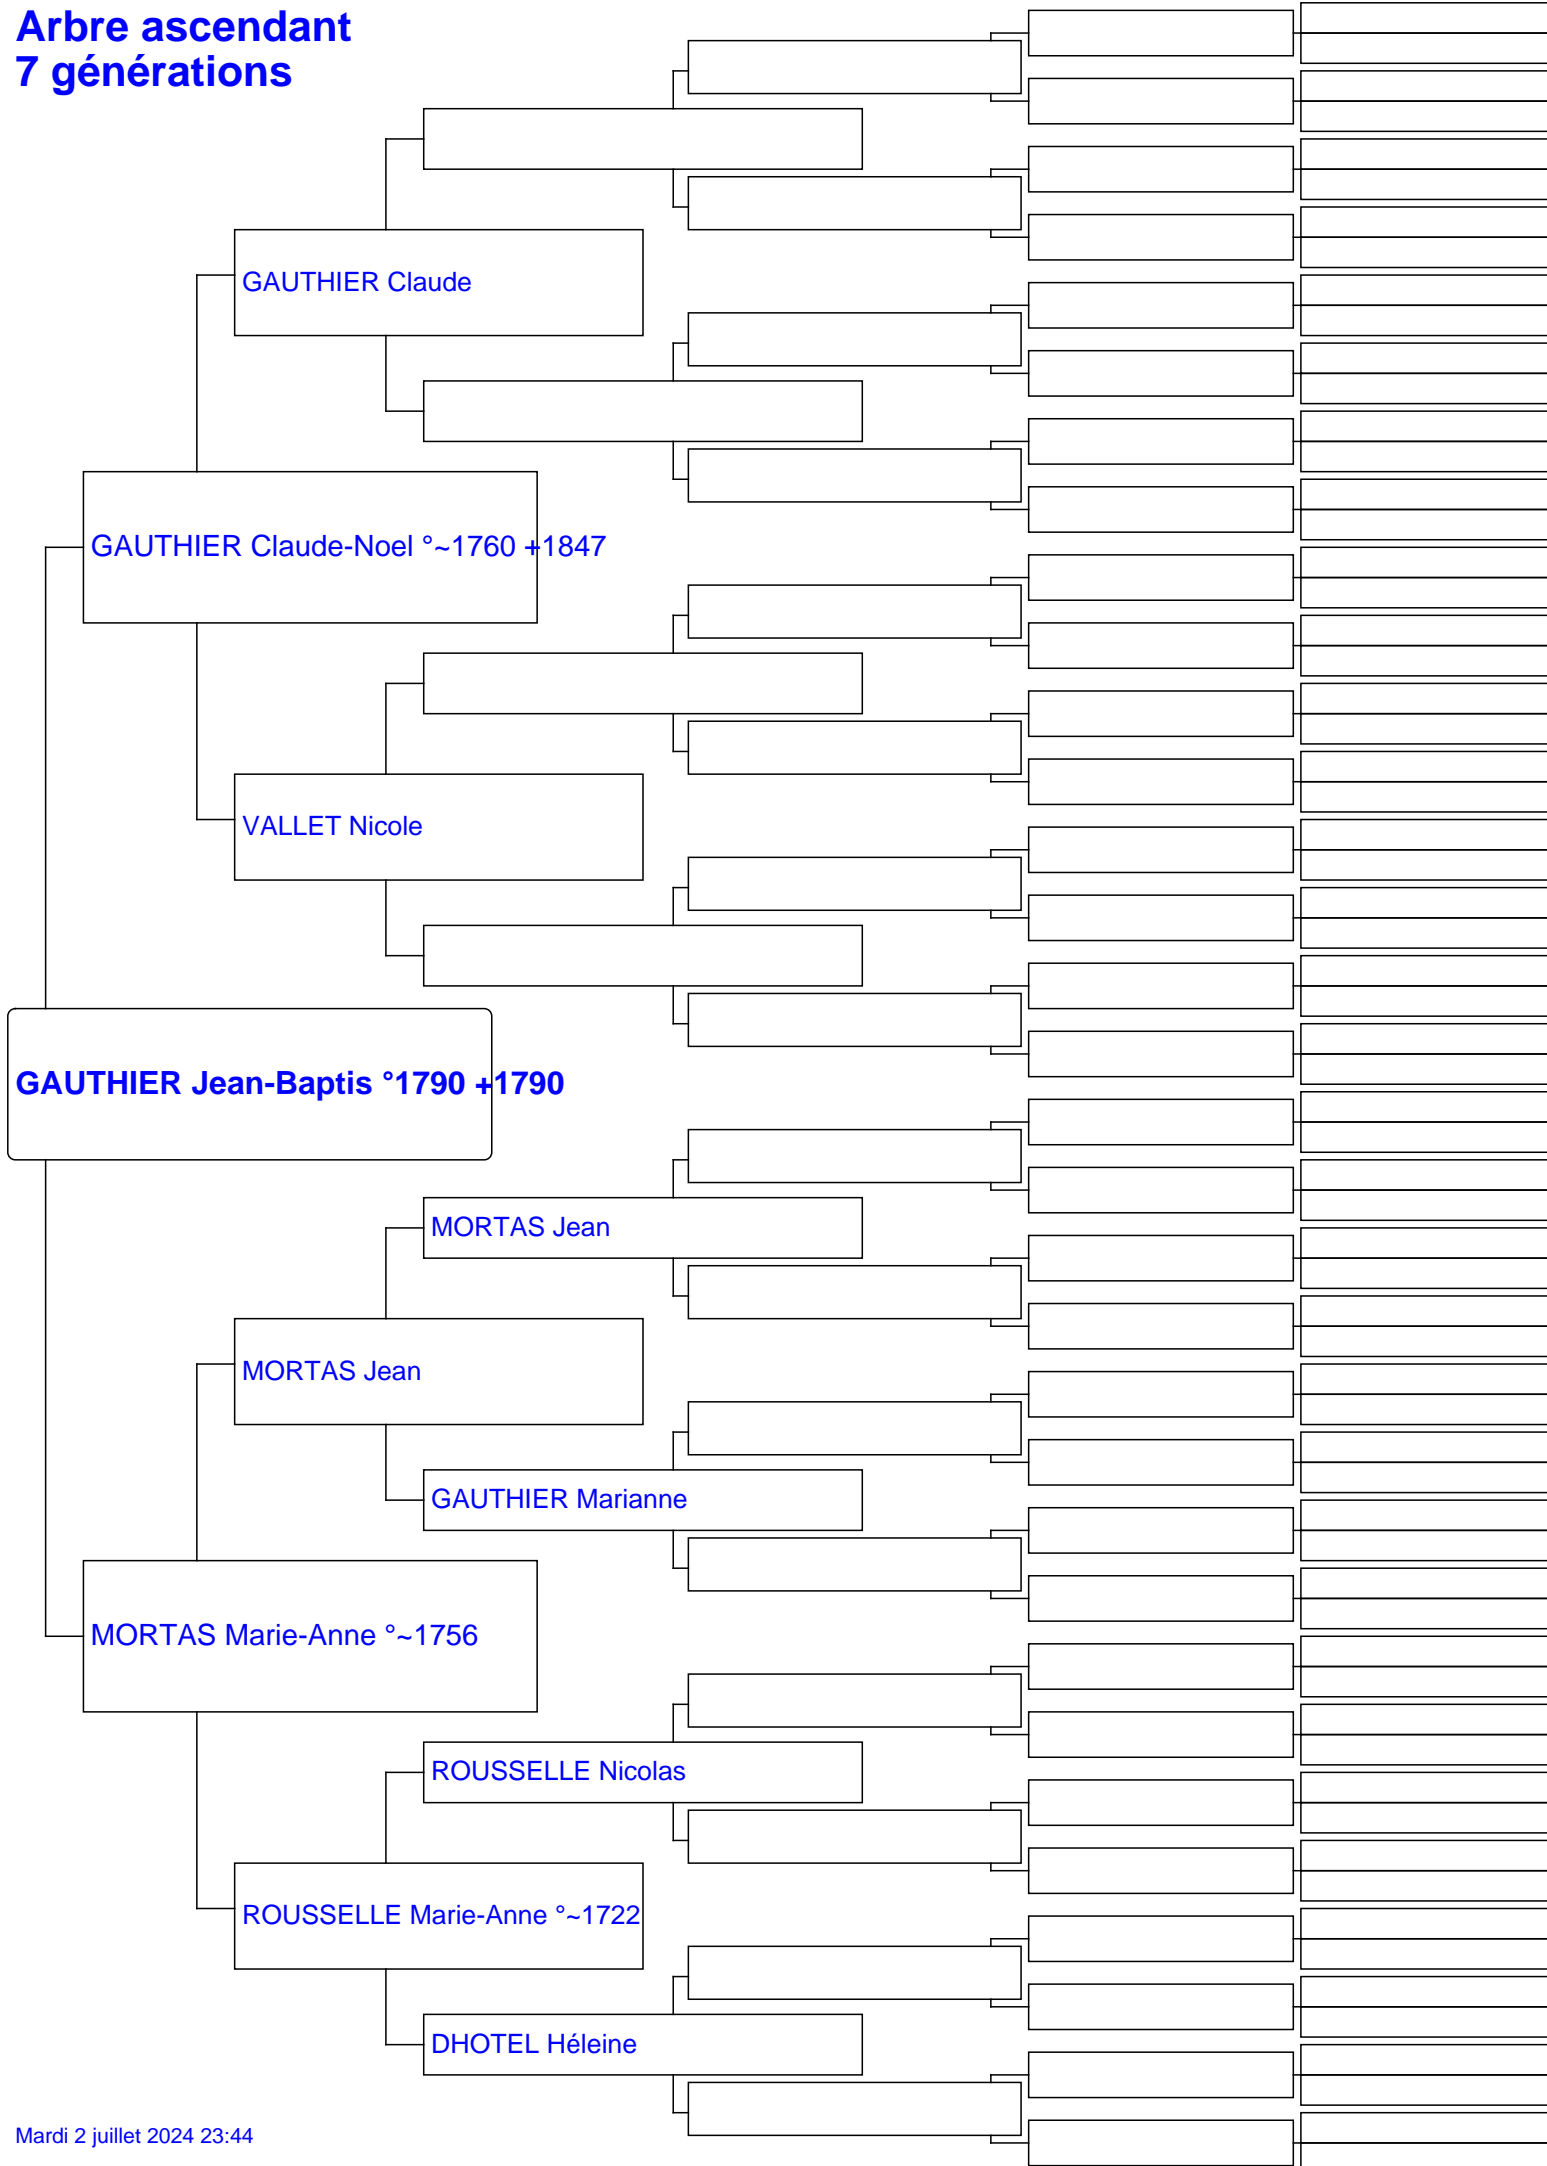 Arbre ascendant
7 générations
GAUTHIER Claude
GAUTHIER Claude-Noel °~1760 +1847
VALLET Nicole
GAUTHIER Jean-Baptis °1790 +1790
MORTAS Jean
MORTAS Jean
GAUTHIER Marianne
MORTAS Marie-Anne °~1756
ROUSSELLE Nicolas
ROUSSELLE Marie-Anne °~1722
DHOTEL Héleine
Mardi 2 juillet 2024 23:44